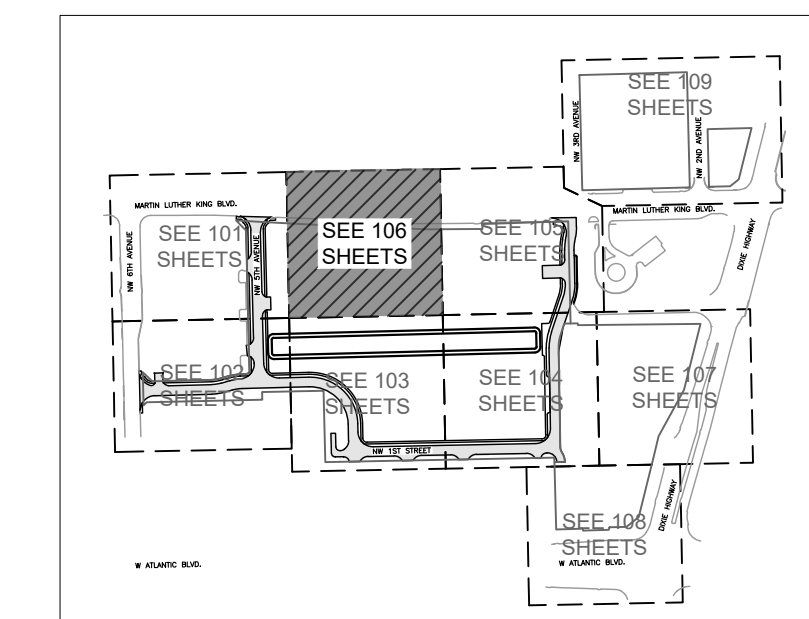 SEE 109
SHEETS
NW 3RD AVENUE
NW 2ND AVENUE
MARTIN LUTHER KING BLVD.
MARTIN LUTHER KING BLVD.
SEE 101
SHEETS
SEE 106
SHEETS
SEE 105
SHEETS
NW 6TH AVENUE
NW 5TH AVENUE
DIXIE HIGHWAY
SEE 102
SHEETS
SEE 103
SHEETS
SEE 104
SHEETS
SEE 107
SHEETS
NW 1ST STREET
DIXIE HIGHWAY
SEE 108
SHEETS
W ATLANTIC BLVD.
W ATLANTIC BLVD.